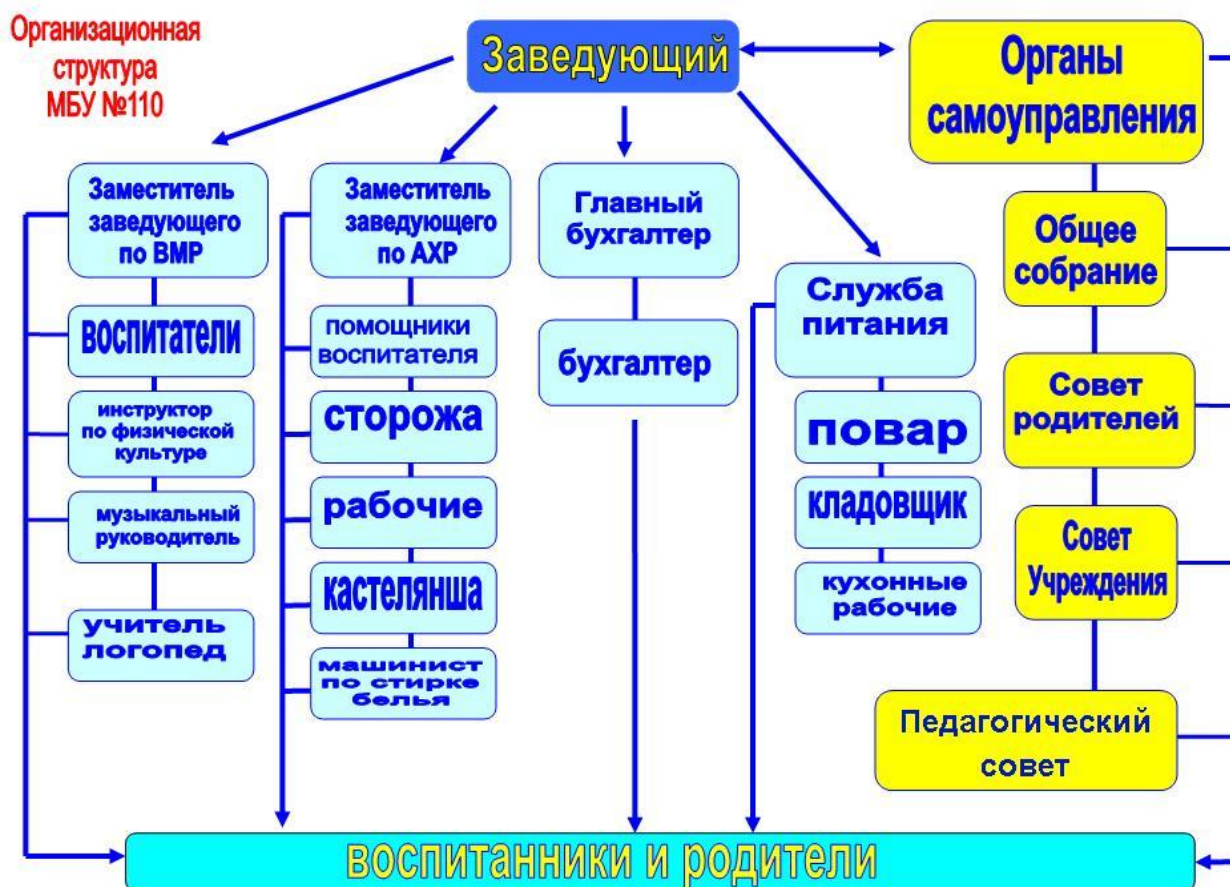 Организационная
структура
МБУ №110
Заведующий
Органы
самоуправления
Заместитель
заведующего
по ВМР
воспитатели
инструктор
по физической
культуре
музыкальный
руководитель
учитель
логопед
Заместитель
заведующего
по АХР
помощники
воспитателя
сторожа
рабочие
кастелянша
машинист
по стирке
белья
Главный
бухгалтер
бухгалтер
Служба
питания
повар
кладовщик
кухонные
рабочие
Общее
собрание
Совет
родителей
Совет
Учреждения
Педагогический
совет
воспитанники и родители